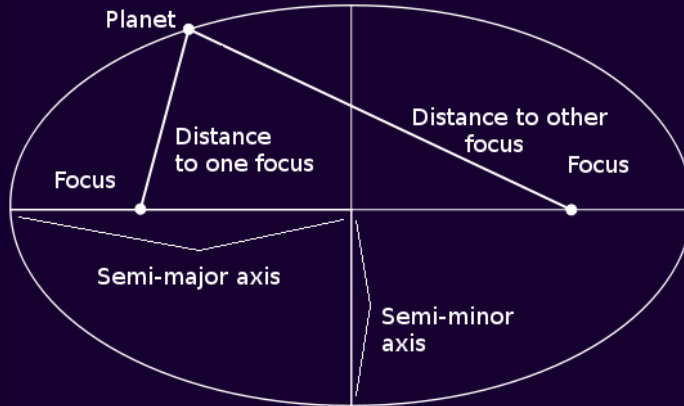 Planet
Distance
to one focus
Distance to other
focus
Focus
Focus
Semi-major axis
Semi-minor
axis